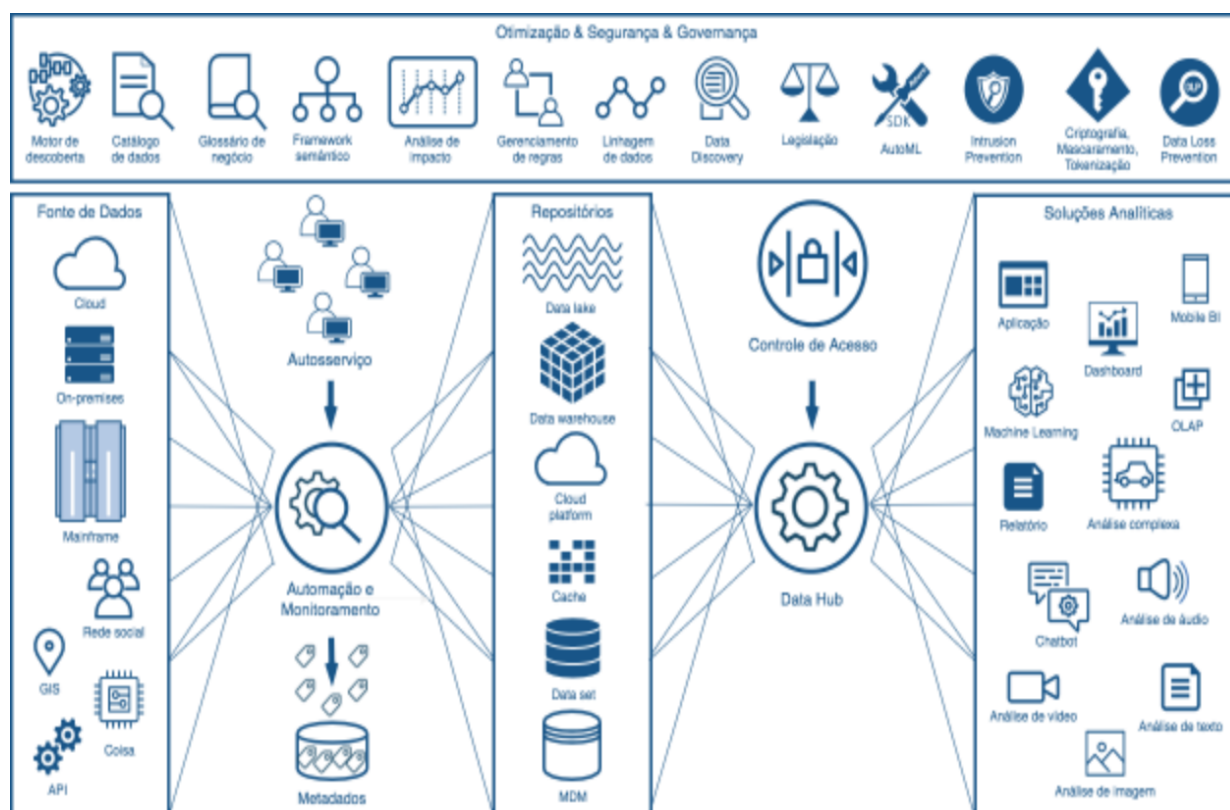 Otimização & Segurança & Governança
Motor de
descoberta
Catálogo
de dados
Glossário de
negócio
Framework
semântico
Análise de
impacto
Gerenciamento
de regras
Linhagem
de dados
Data
Discovery
Legislação
SDK
AutoML
Intrusion
Prevention
Criptografia,
Mascaramento,
Tokenização
DLP
Data Loss
Prevention
Fonte de Dados
Cloud
On-premises
Mainframe
Rede social
GIS
Coisa
API
Autosserviço
Automação e
Monitoramento
Metadados
Repositórios
Data lake
Data warehouse
Cloud
platform
Cache
Data set
MDM
Controle de Acesso
Data Hub
Soluções Analíticas
Aplicação
Mobile BI
Dashboard
Machine Learning
OLAP
Relatório
Análise complexa
Chatbot
Análise de áudio
Análise de vídeo
Análise de texto
Análise de imagem